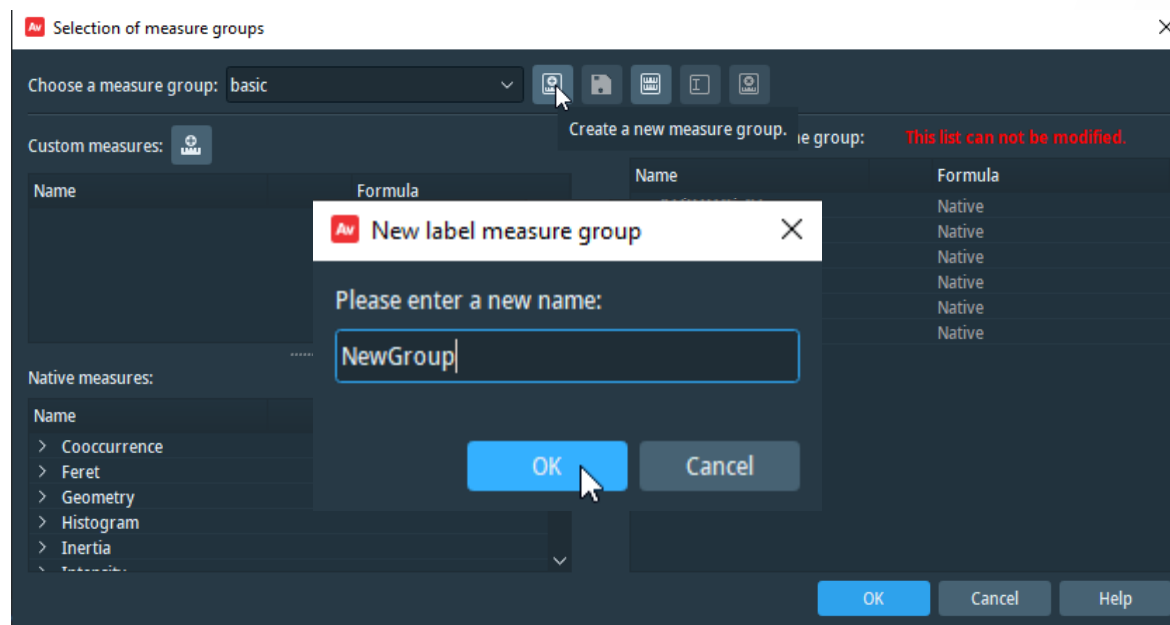 Av Selection of measure groups
Choose a measure group: basic
Create a new measure group.
Custom measures:
group: This list can not be modified.
Name Formula
Name Formula
Native
Native
Native
Native
Native
Native
Av New label measure group
Please enter a new name:
NewGroup
OK Cancel
Native measures:
Name
Cooccurrence
Feret
Geometry
Histogram
Inertia
OK Cancel Help